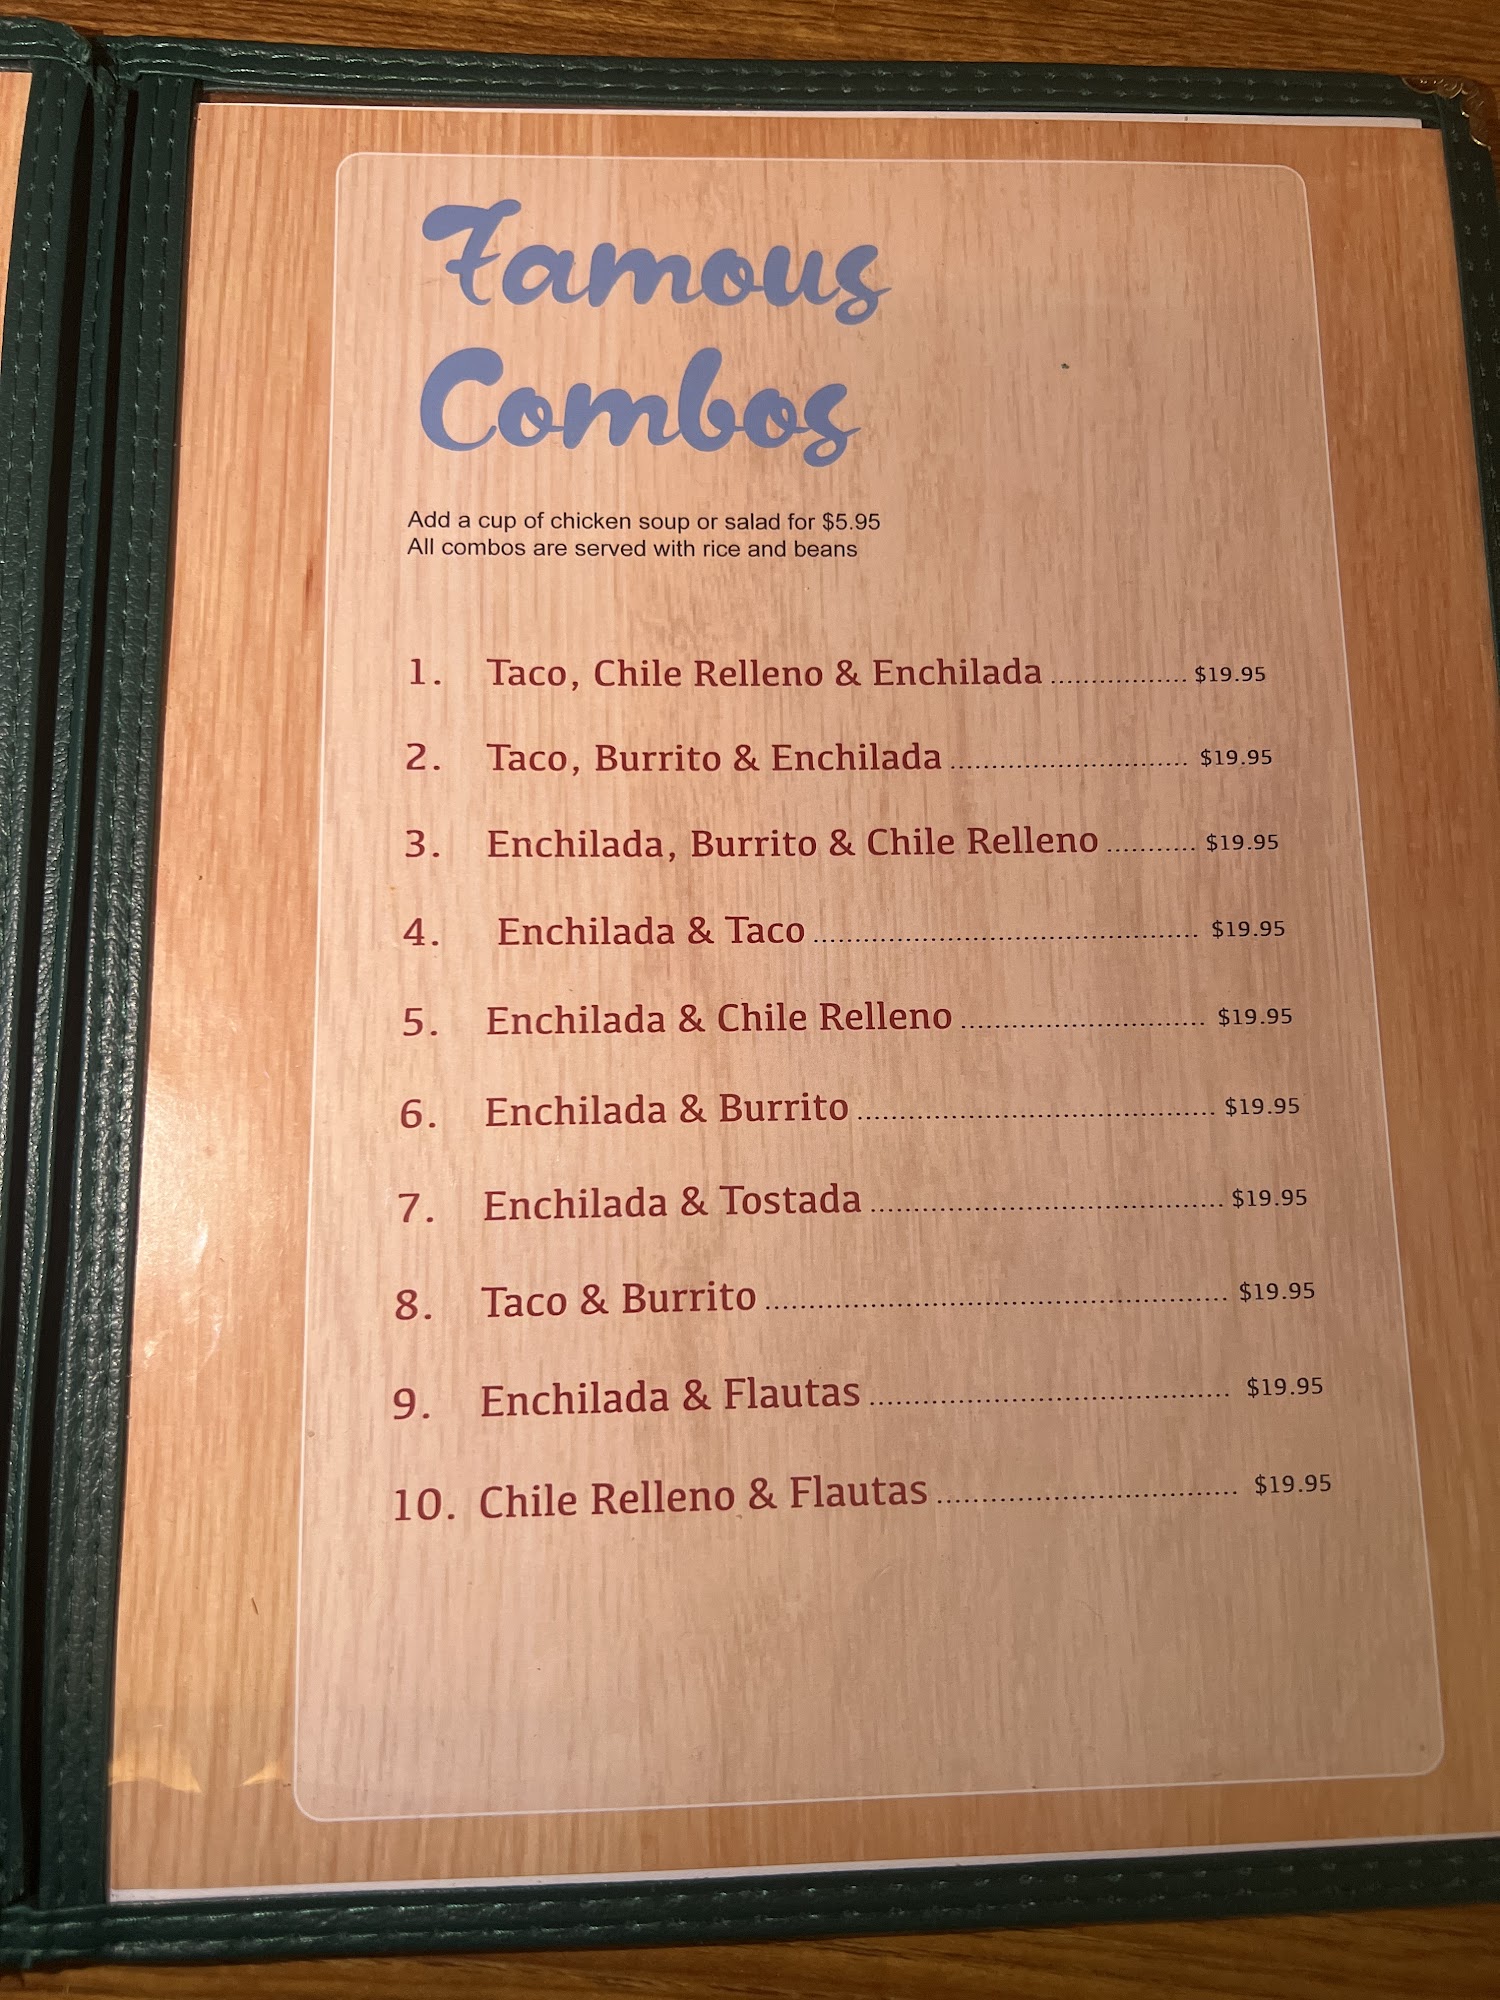 Famous
Combos
Add a cup of chicken soup or salad for $5.95
All combos are served with rice and beans
1. Taco, Chile Relleno & Enchilada ................ $19.95
2. Taco, Burrito & Enchilada ............................ $19.95
3. Enchilada, Burrito & Chile Relleno ........... $19.95
4. Enchilada & Taco ............................................. $19.95
5. Enchilada & Chile Relleno ............................ $19.95
6. Enchilada & Burrito ......................................... $19.95
7. Enchilada & Tostada ........................................ $19.95
8. Taco & Burrito .................................................... $19.95
9. Enchilada & Flautas ........................................ $19.95
10. Chile Relleno & Flautas ................................. $19.95